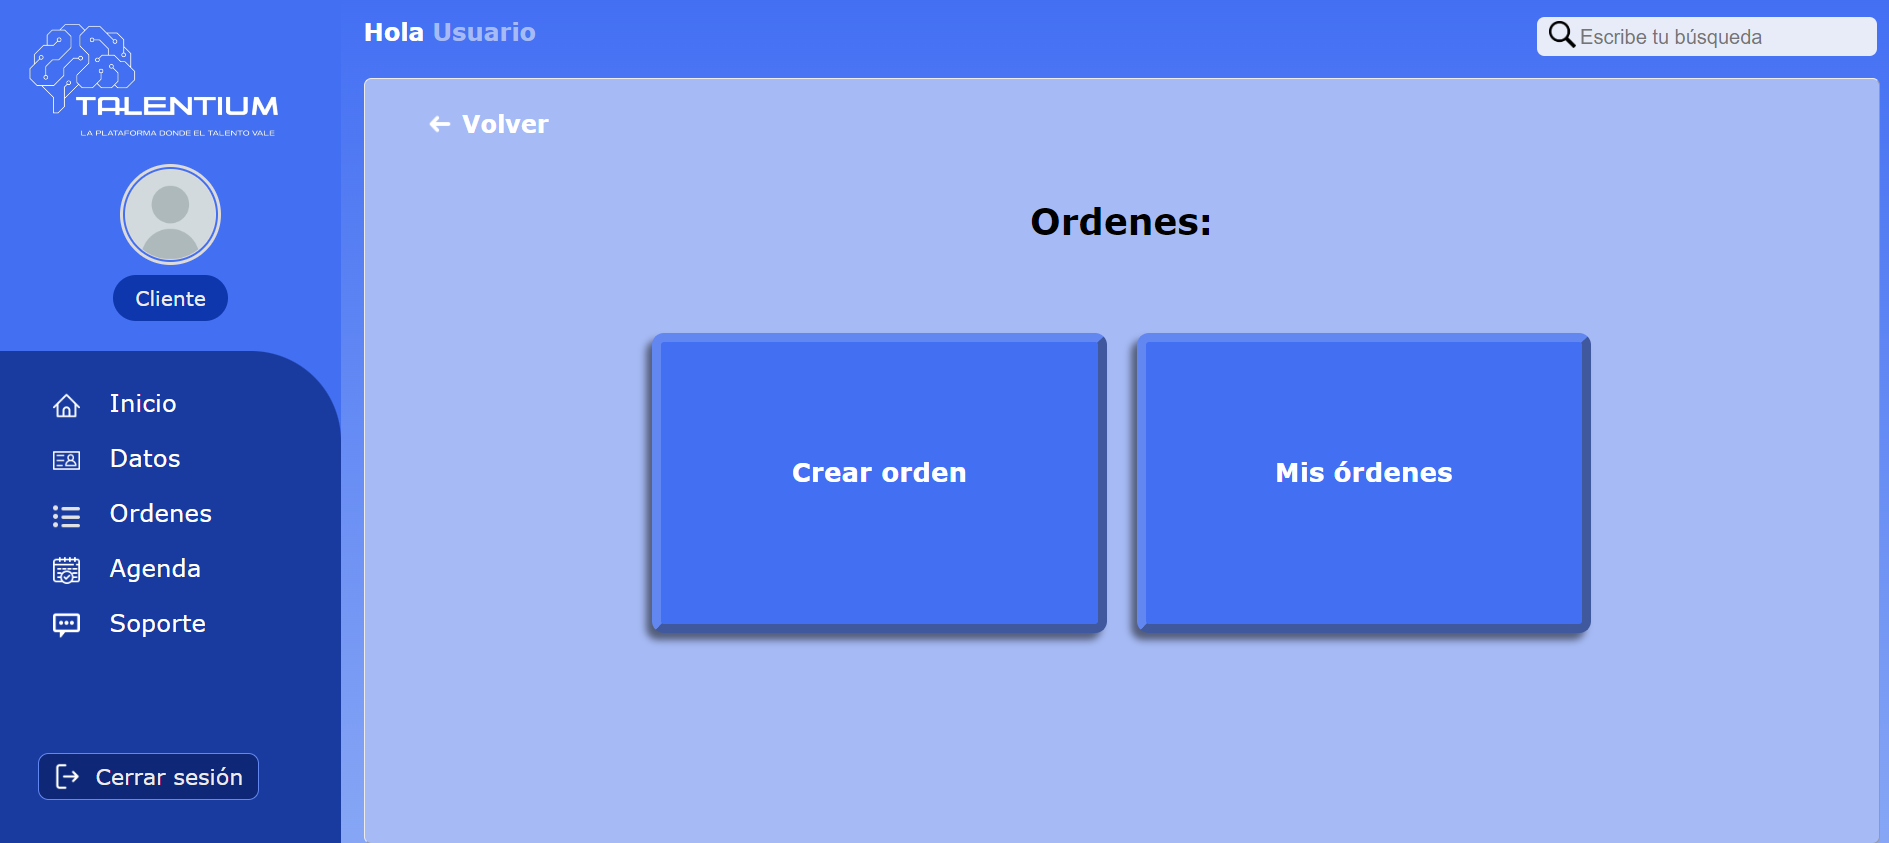 TALENTIUM
LA PLATAFORMA DONDE EL TALENTO VALE
Cliente
Inicio
Datos
Ordenes
Agenda
Soporte
Cerrar sesión
Hola Usuario
Escribe tu búsqueda
Volver
Ordenes:
Crear orden
Mis órdenes